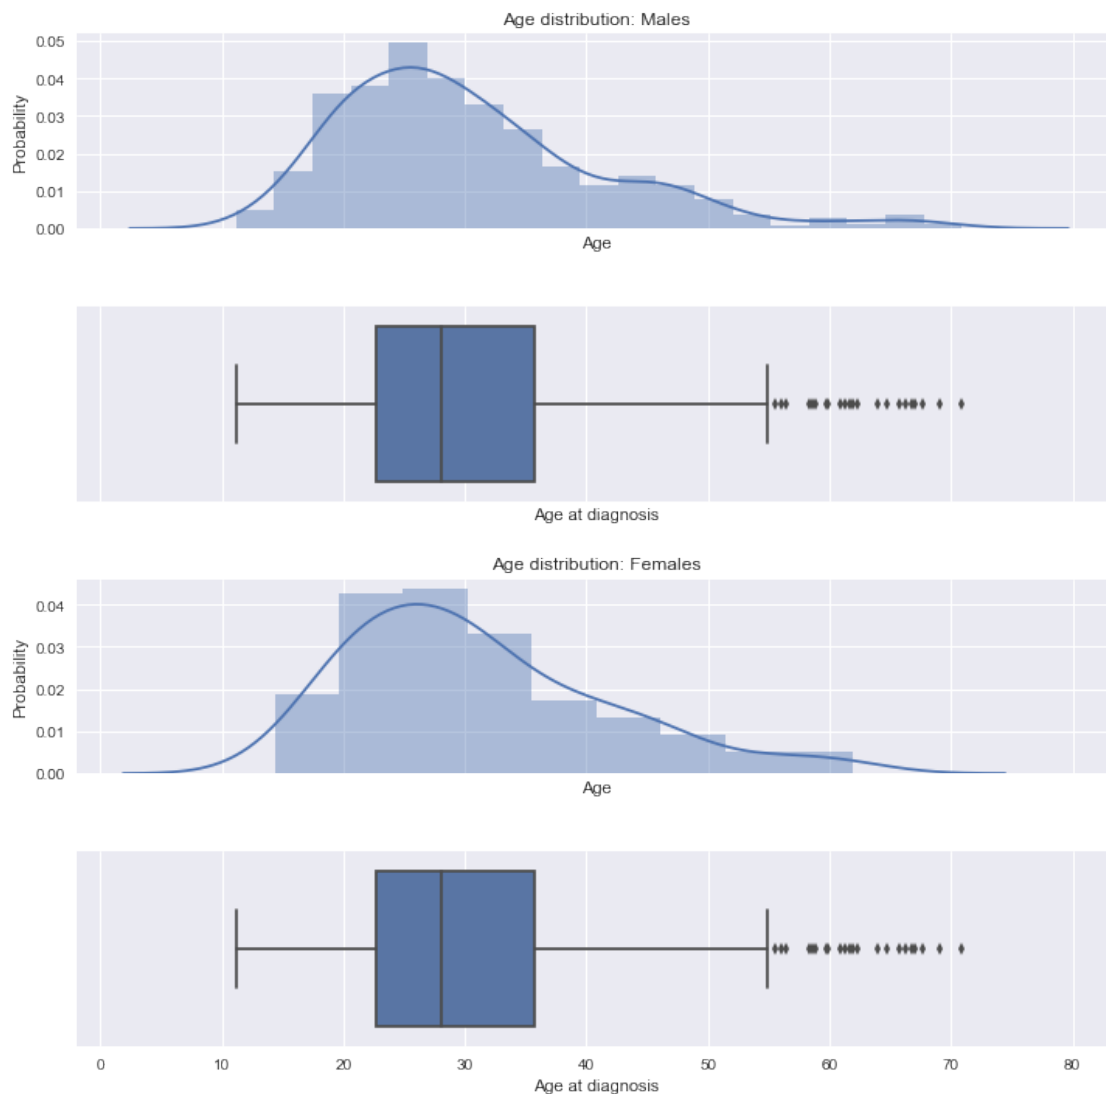 Age distribution: Males
0.05
0.04
0.03
0.02
0.01
0.00
Probability
Age
Age at diagnosis
Age distribution: Females
0.04
0.03
0.02
0.01
0.00
Probability
Age
0 10 20 30 40 50 60 70 80
Age at diagnosis